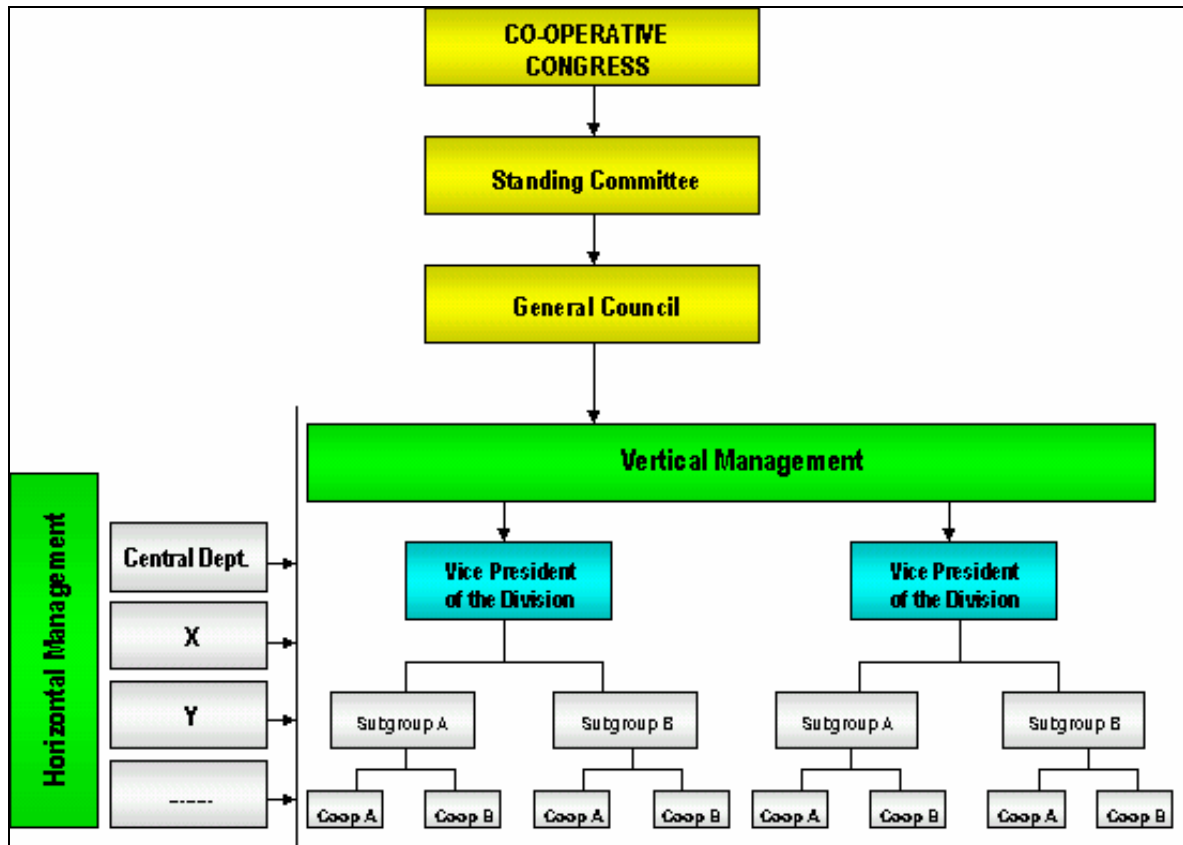 CO-OPERATIVE
CONGRESS
Standing Committee
General Council
Vertical Management
Horizontal Management
Central Dept.
X
Y
------
Vice President
of the Division
Vice President
of the Division
Subgroup A
Subgroup B
Subgroup A
Subgroup B
Coop A
Coop B
Coop A
Coop B
Coop A
Coop B
Coop A
Coop B